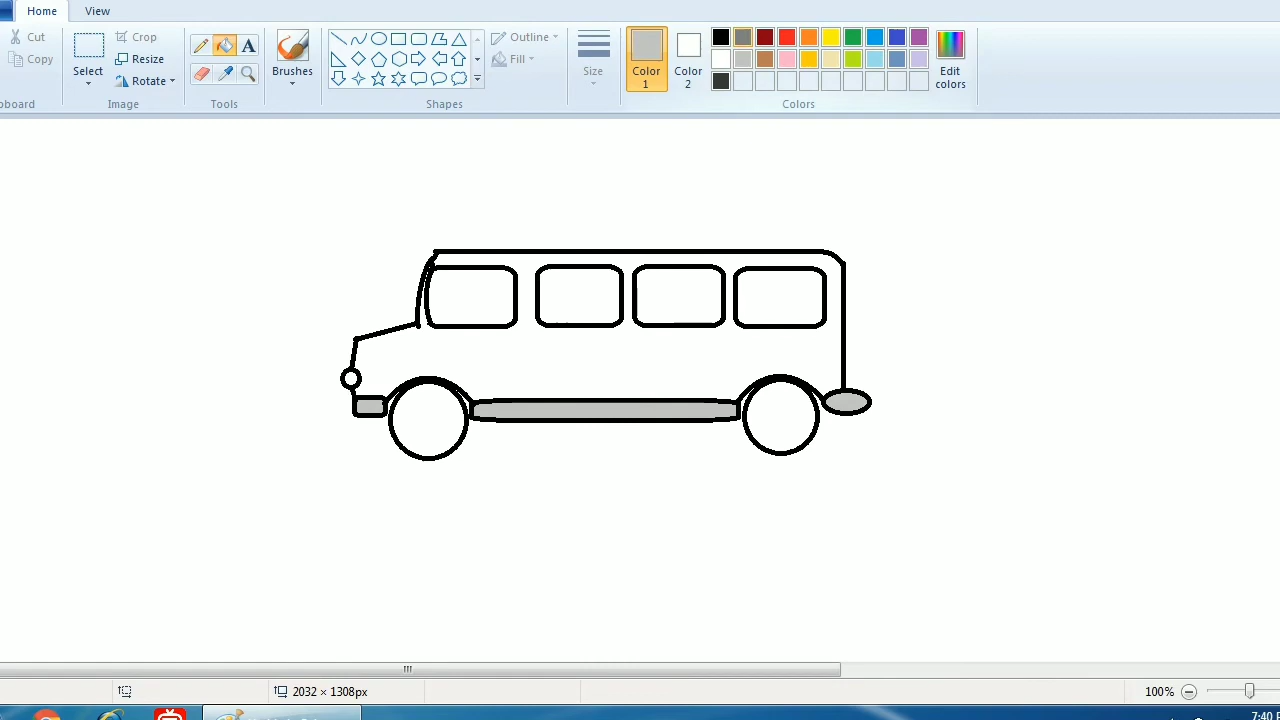 Home View
Cut
Crop
Outline
Copy
Resize
Fill
Select
Rotate
Brushes
Size
Color 1
Color 2
Edit colors
Image
Tools
Shapes
Colors
2032 × 1308px
100%